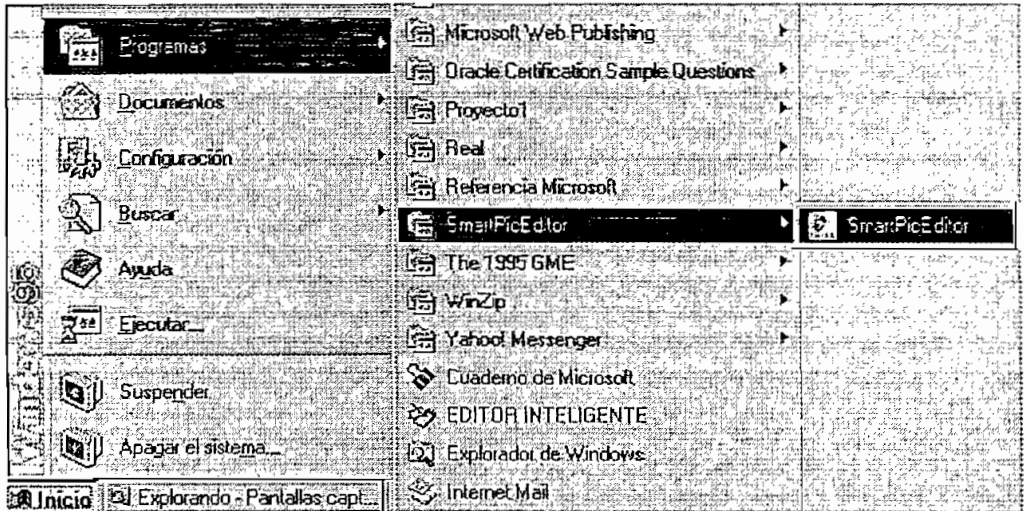 Programas
Documentos
Configuración
Buscar
Ayuda
Ejecutar...
Suspender
Apagar el sistema...
Inicio
Explorando - Pantallas capt...
Microsoft Web Publishing
Oracle Certification Sample Questions
Proyecto1
Real
Referencia Microsoft
SmartPicEditor
The 1995 GME
WinZip
Yahoo! Messenger
Cuaderno de Microsoft
EDITOR INTELIGENTE
Explorador de Windows
Internet Mail
SmartPicEditor